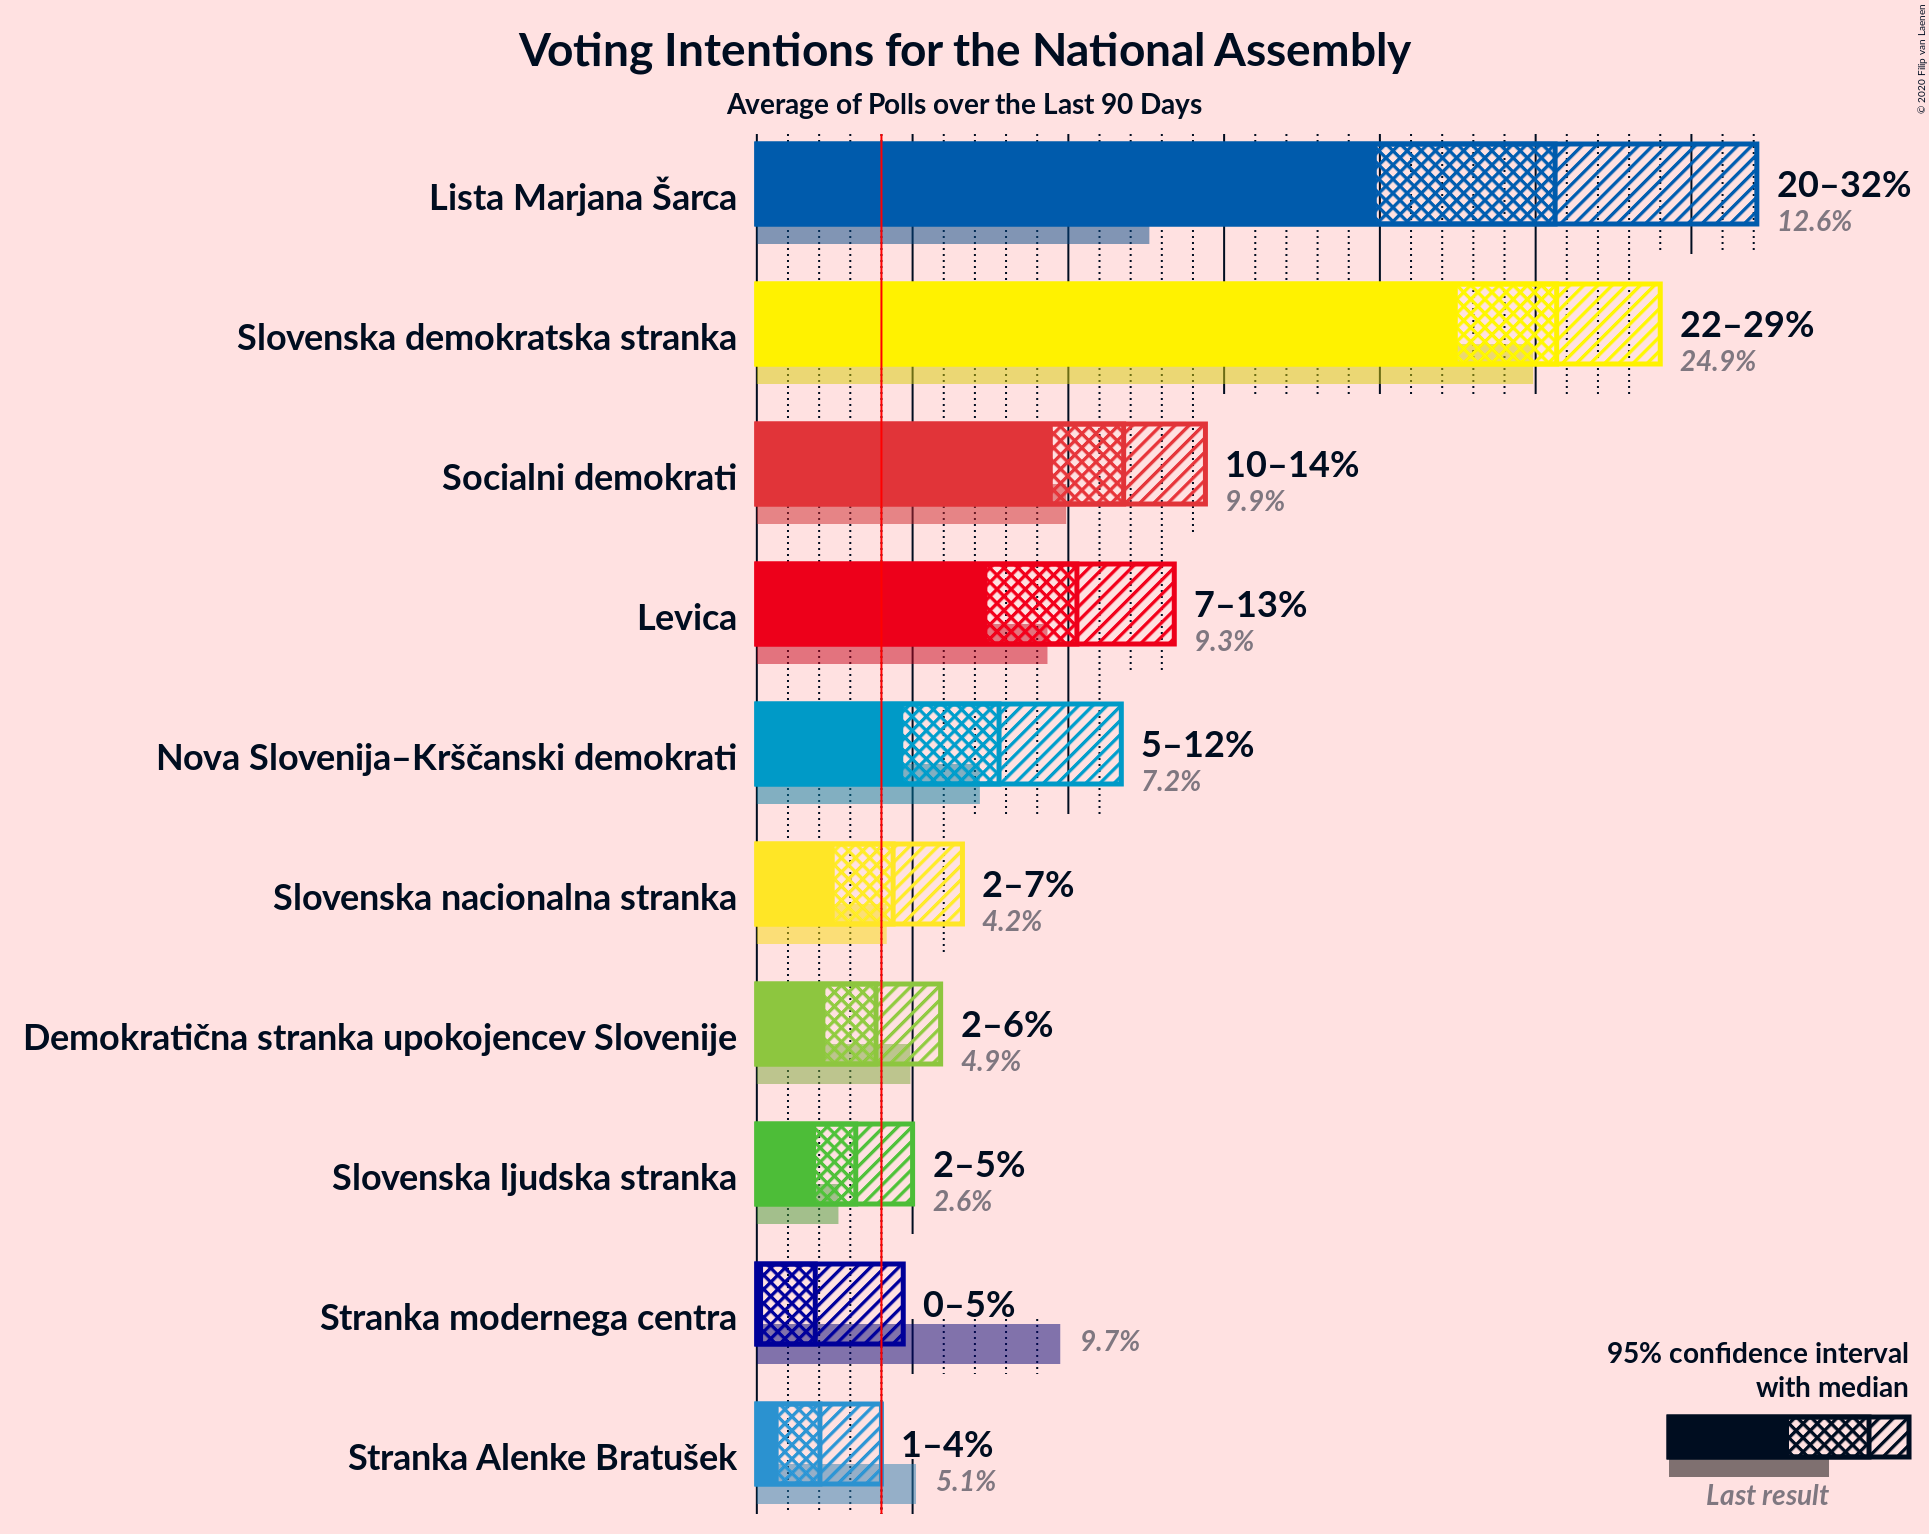 Voting Intentions for the National Assembly
Average of Polls over the Last 90 Days
© 2020 Filip van Laenen
Lista Marjana Šarca
20–32%
12.6%
Slovenska demokratska stranka
22–29%
24.9%
Socialni demokrati
10–14%
9.9%
Levica
7–13%
9.3%
Nova Slovenija–Krščanski demokrati
5–12%
7.2%
Slovenska nacionalna stranka
2–7%
4.2%
Demokratična stranka upokojencev Slovenije
2–6%
4.9%
Slovenska ljudska stranka
2–5%
2.6%
Stranka modernega centra
0–5%
9.7%
Stranka Alenke Bratušek
1–4%
5.1%
95% confidence interval
with median
Last result